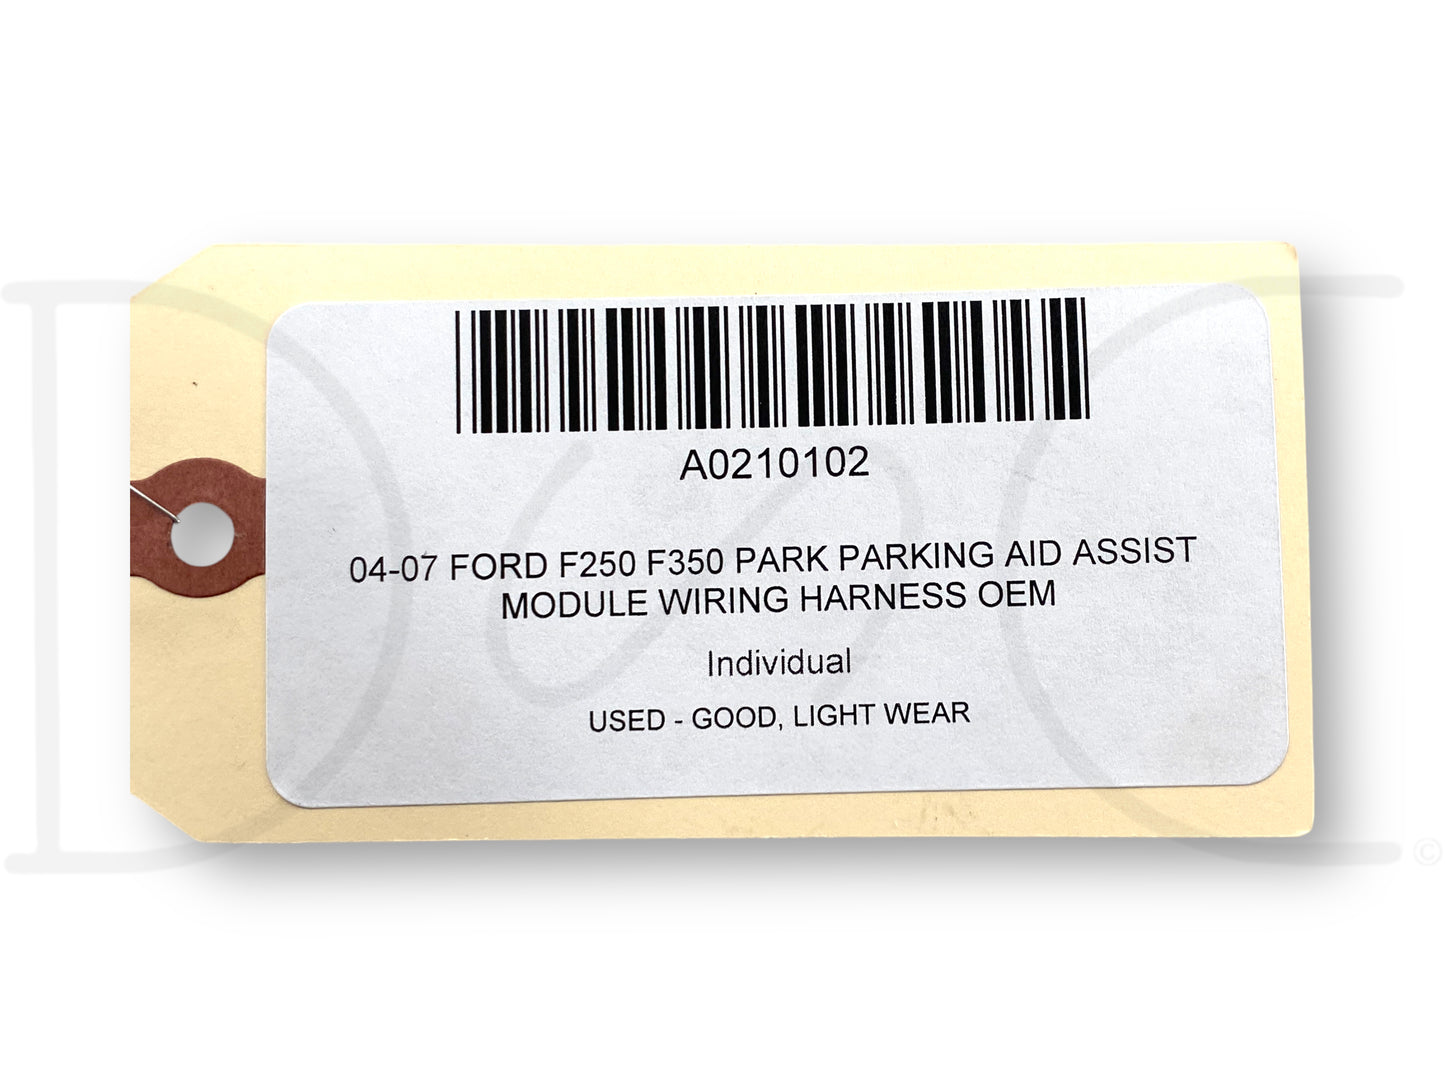 A0210102
04-07 FORD F250 F350 PARK PARKING AID ASSIST
MODULE WIRING HARNESS OEM
Individual
USED - GOOD, LIGHT WEAR
©